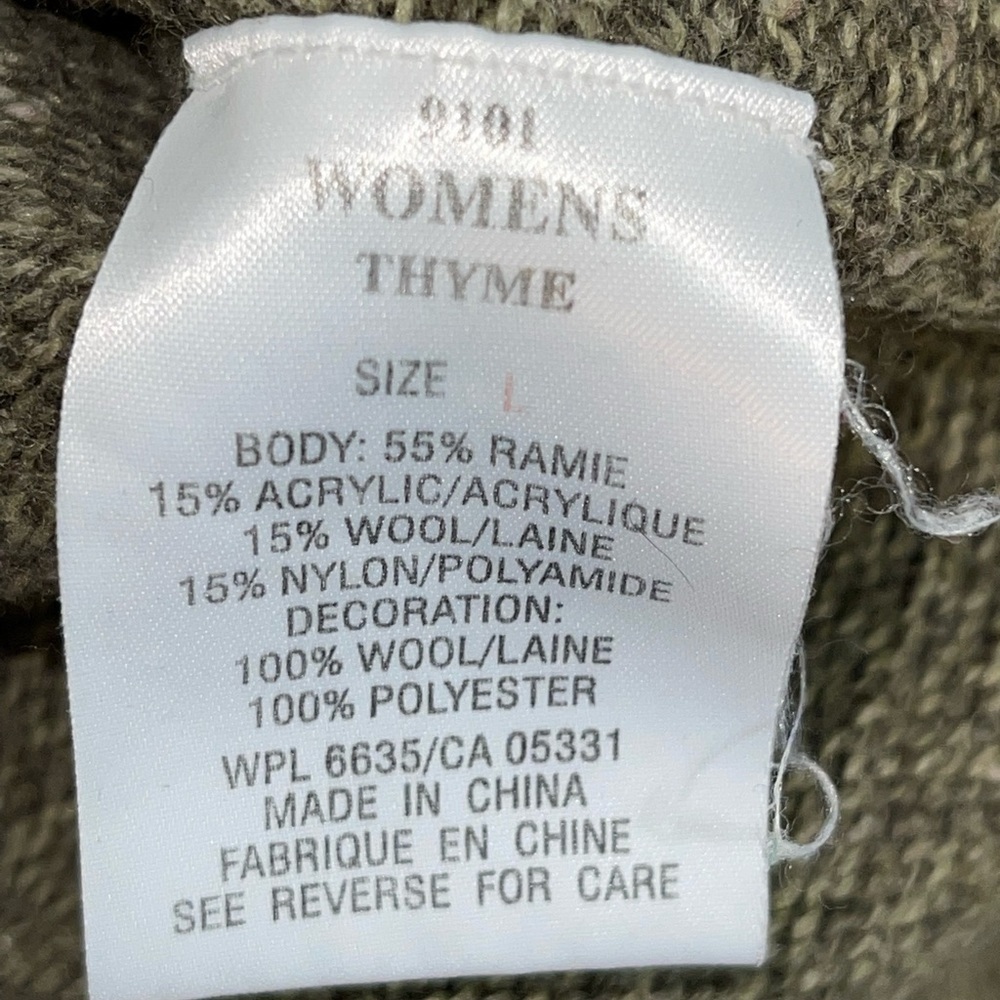 9101
WOMENS
THYME
SIZE L
BODY: 55% RAMIE
15% ACRYLIC/ACRYLIQUE
15% WOOL/LAINE
15% NYLON/POLYAMIDE
DECORATION:
100% WOOL/LAINE
100% POLYESTER
WPL 6635/CA 05331
MADE IN CHINA
FABRIQUE EN CHINE
SEE REVERSE FOR CARE